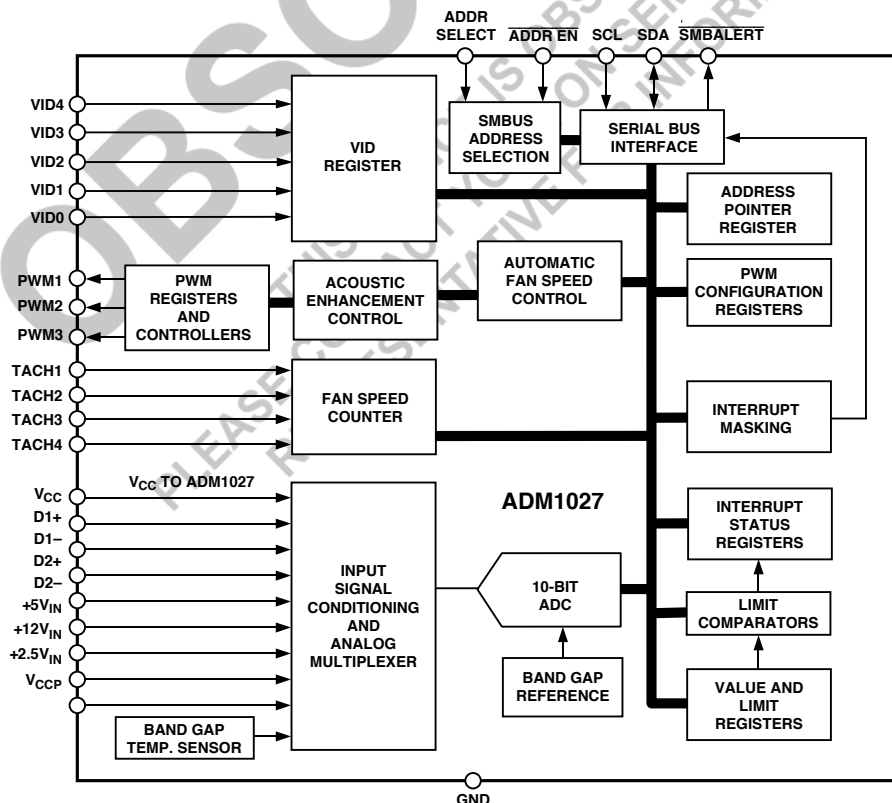 ADDR
SELECT
ADDR EN
SCL
SDA
SMBALERT
VID4
VID3
VID2
VID1
VID0
VID
REGISTER
SMBUS
ADDRESS
SELECTION
SERIAL BUS
INTERFACE
ADDRESS
POINTER
REGISTER
PWM1
PWM2
PWM3
PWM
REGISTERS
AND
CONTROLLERS
ACOUSTIC
ENHANCEMENT
CONTROL
AUTOMATIC
FAN SPEED
CONTROL
PWM
CONFIGURATION
REGISTERS
TACH1
TACH2
TACH3
TACH4
FAN SPEED
COUNTER
INTERRUPT
MASKING
VCC TO ADM1027
VCC
D1+
D1–
D2+
D2–
+5VIN
+12VIN
+2.5VIN
VCCP
INPUT
SIGNAL
CONDITIONING
AND
ANALOG
MULTIPLEXER
BAND GAP
TEMP. SENSOR
ADM1027
10-BIT
ADC
BAND GAP
REFERENCE
INTERRUPT
STATUS
REGISTERS
LIMIT
COMPARATORS
VALUE AND
LIMIT
REGISTERS
GND